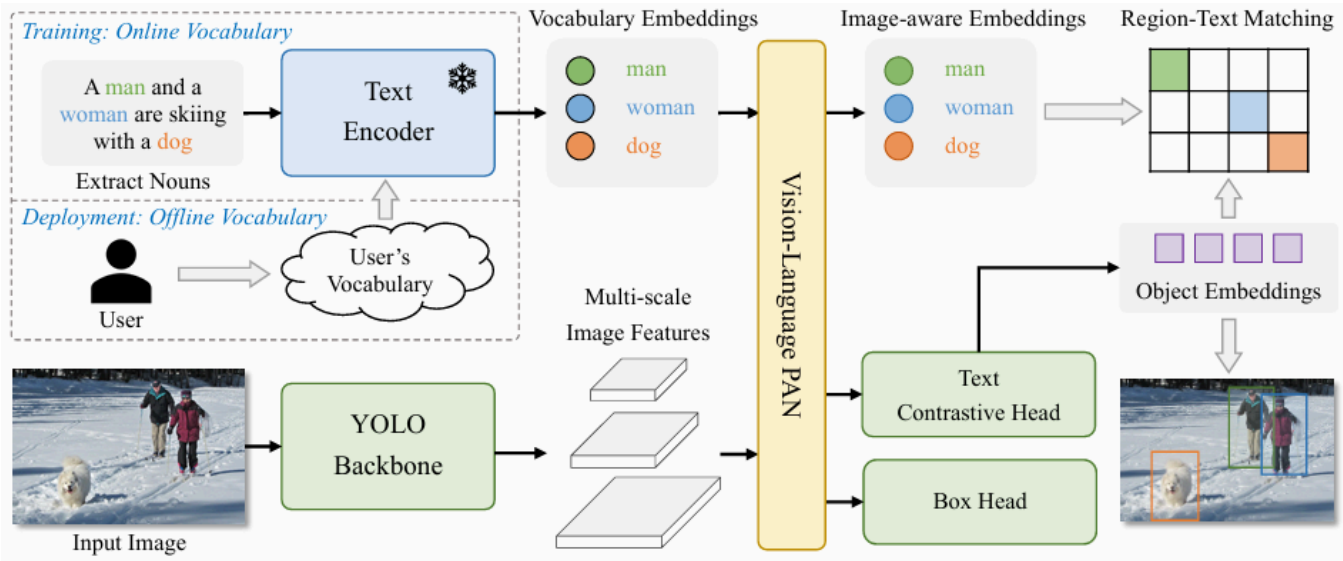 Training: Online Vocabulary
A man and a
woman are skiing
with a dog
Extract Nouns
Text
Encoder
Deployment: Offline Vocabulary
User
User's
Vocabulary
Vocabulary Embeddings
man
woman
dog
Vision-Language PAN
Image-aware Embeddings
man
woman
dog
Region-Text Matching
Object Embeddings
Input Image
YOLO
Backbone
Multi-scale
Image Features
Text
Contrastive Head
Box Head